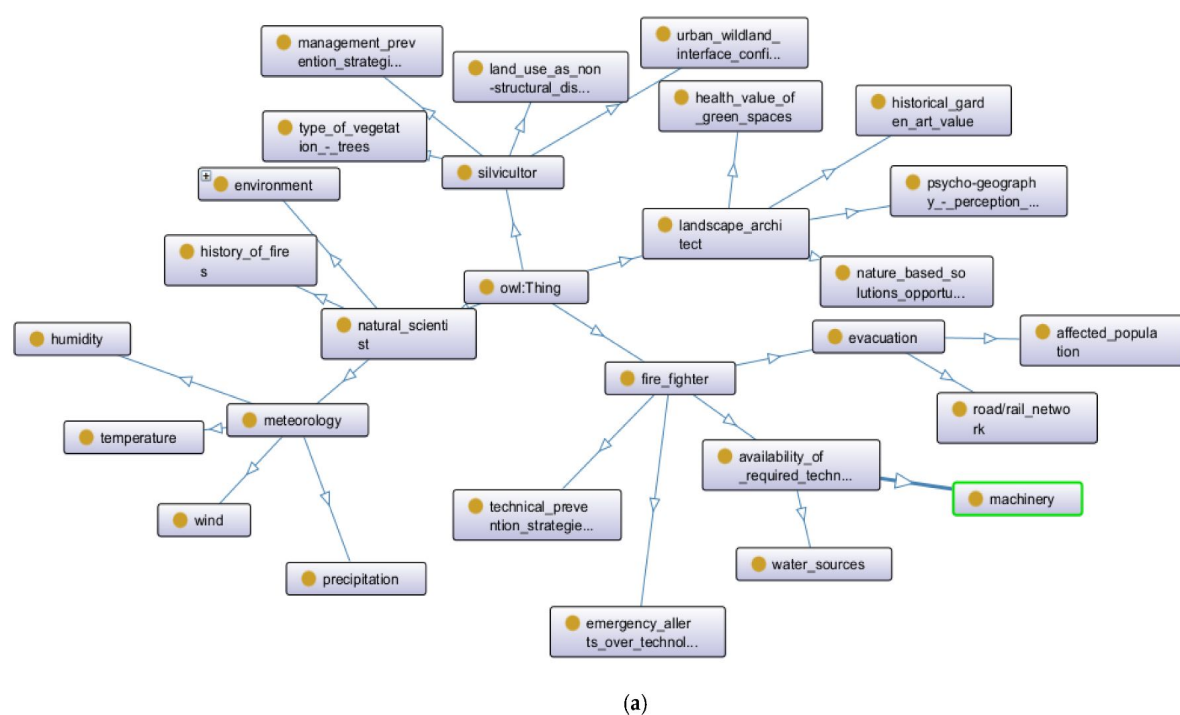 management_prev
ention_strategi...
land_use_as_non
-structural_dis...
urban_wildland_
interface_confi...
health_value_of
_green_spaces
historical_gard
en_art_value
type_of_vegetat
ion_-_trees
silvicultor
environment
psycho-geograph
y_-_perception_...
landscape_archi
tect
history_of_fire
s
nature_based_so
lutions_opportu...
owl:Thing
natural_scienti
st
humidity
evacuation
affected_popula
tion
fire_fighter
meteorology
temperature
road/rail_netwo
rk
availability_of
_required_techn...
machinery
technical_preve
ntion_strategie...
wind
water_sources
precipitation
emergency_aller
ts_over_technol...
(a)